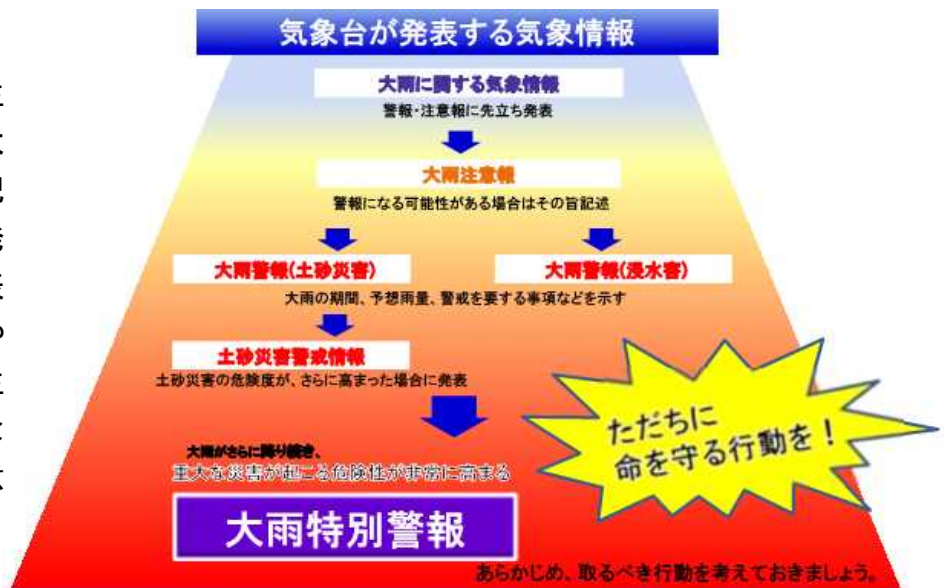 気象台が発表する気象情報
大雨に関する気象情報
警報・注意報に先立ち発表
大雨注意報
警報になる可能性がある場合はその旨記述
大雨警報(土砂災害)
大雨警報(浸水害)
大雨の期間、予想雨量、警戒を要する事項などを示す
土砂災害警戒情報
土砂災害の危険度が、さらに高まった場合に発表
ただちに
命を守る行動を！
大雨がさらに降り続き、
重大な災害が起こる危険性が非常に高まる
大雨特別警報
あらかじめ、取るべき行動を考えておきましょう。